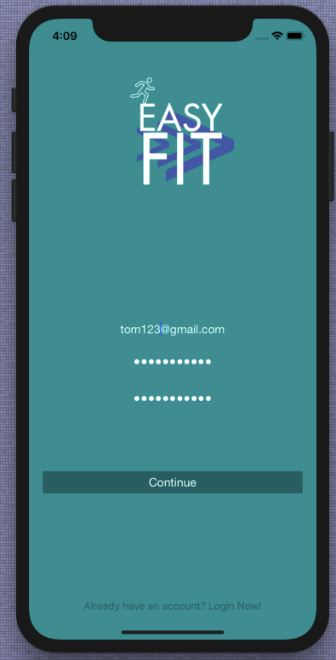 4:09
EASY
FIT
tom123@gmail.com
•••••••••••
•••••••••••
Continue
Already have an account? Login Now!